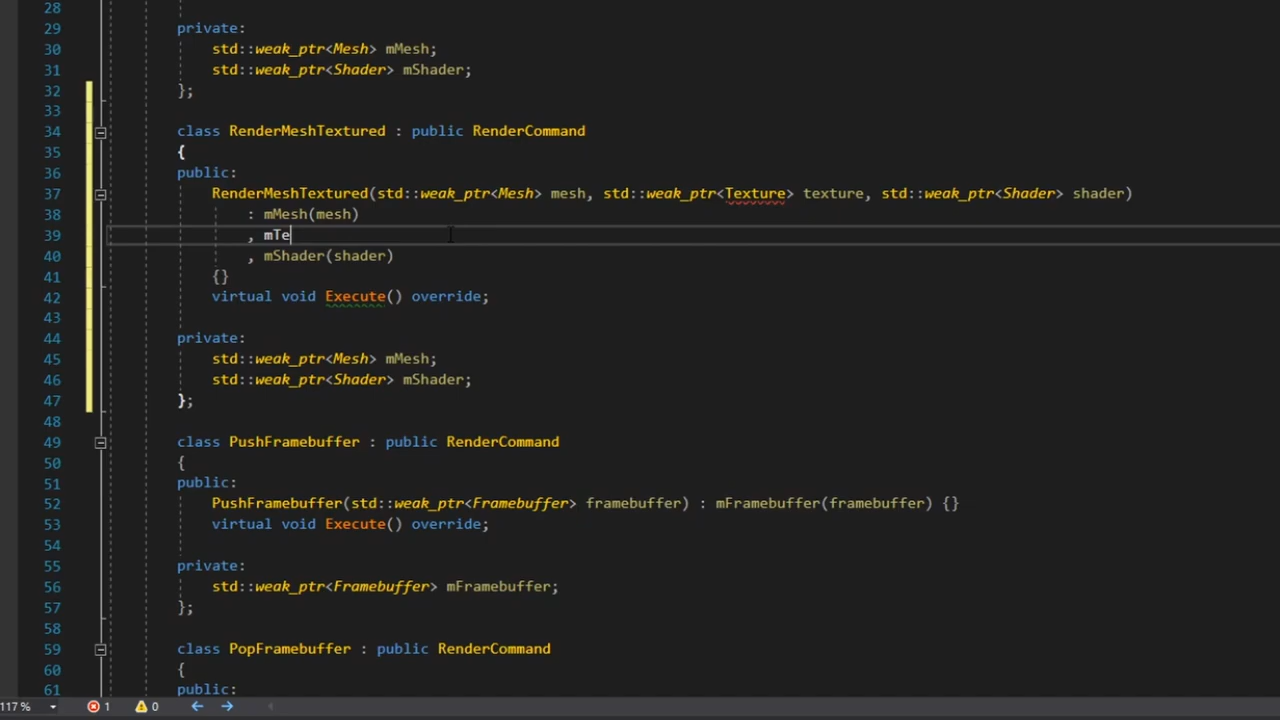 28
29 private:
30 std::weak_ptr<Mesh> mMesh;
31 std::weak_ptr<Shader> mShader;
32 };
33
34 class RenderMeshTextured : public RenderCommand
35 {
36 public:
37 RenderMeshTextured(std::weak_ptr<Mesh> mesh, std::weak_ptr<Texture> texture, std::weak_ptr<Shader> shader)
38 : mMesh(mesh)
39 , mTe
40 , mShader(shader)
41 {}
42 virtual void Execute() override;
43
44 private:
45 std::weak_ptr<Mesh> mMesh;
46 std::weak_ptr<Shader> mShader;
47 };
48
49 class PushFramebuffer : public RenderCommand
50 {
51 public:
52 PushFramebuffer(std::weak_ptr<Framebuffer> framebuffer) : mFramebuffer(framebuffer) {}
53 virtual void Execute() override;
54
55 private:
56 std::weak_ptr<Framebuffer> mFramebuffer;
57 };
58
59 class PopFramebuffer : public RenderCommand
60 {
61 public:
117 % 1 0